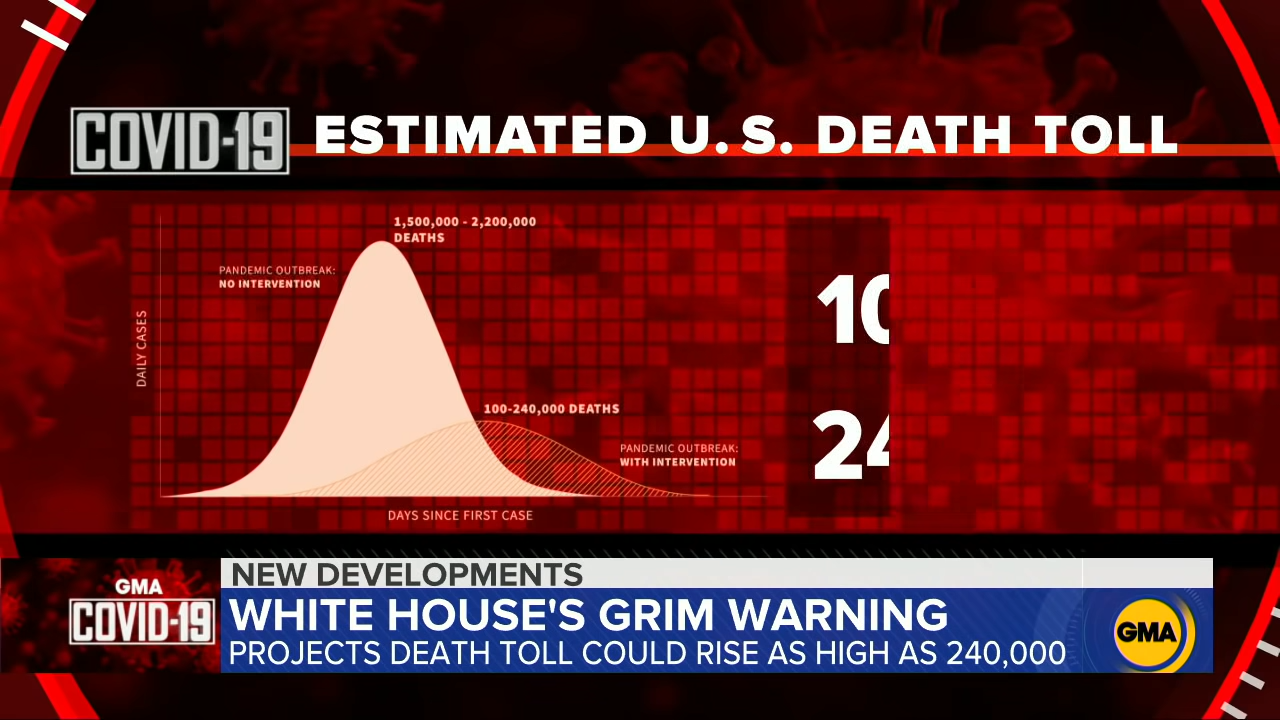 COVID-19 ESTIMATED U.S. DEATH TOLL
1,500,000 - 2,200,000
DEATHS
PANDEMIC OUTBREAK:
NO INTERVENTION
DAILY CASES
10
100-240,000 DEATHS
24
PANDEMIC OUTBREAK:
WITH INTERVENTION
DAYS SINCE FIRST CASE
NEW DEVELOPMENTS
GMA
COVID-19
WHITE HOUSE'S GRIM WARNING
PROJECTS DEATH TOLL COULD RISE AS HIGH AS 240,000
GMA